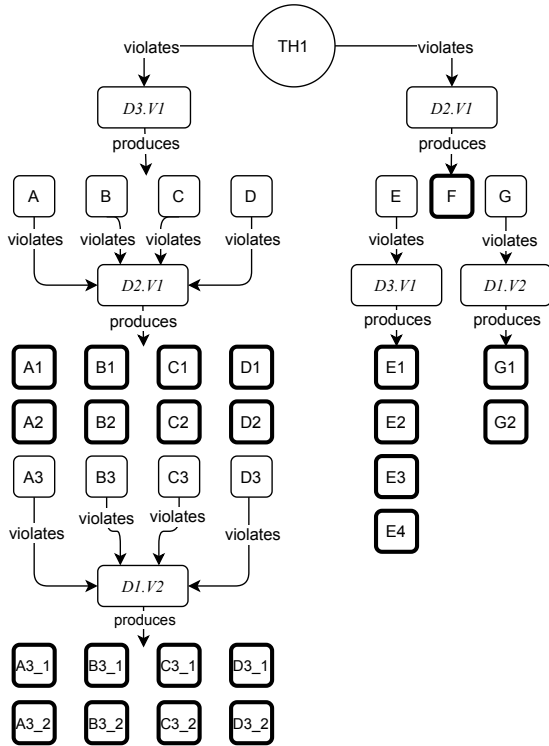 TH1
violates violates
D3.V1 D2.V1
produces produces
A B C D E F G
violates violates violates violates violates violates
D2.V1 D3.V1 D1.V2
produces produces produces
A1 B1 C1 D1 E1 G1
A2 B2 C2 D2 E2 G2
A3 B3 C3 D3 E3
violates violates violates violates E4
D1.V2
produces
A3_1 B3_1 C3_1 D3_1
A3_2 B3_2 C3_2 D3_2